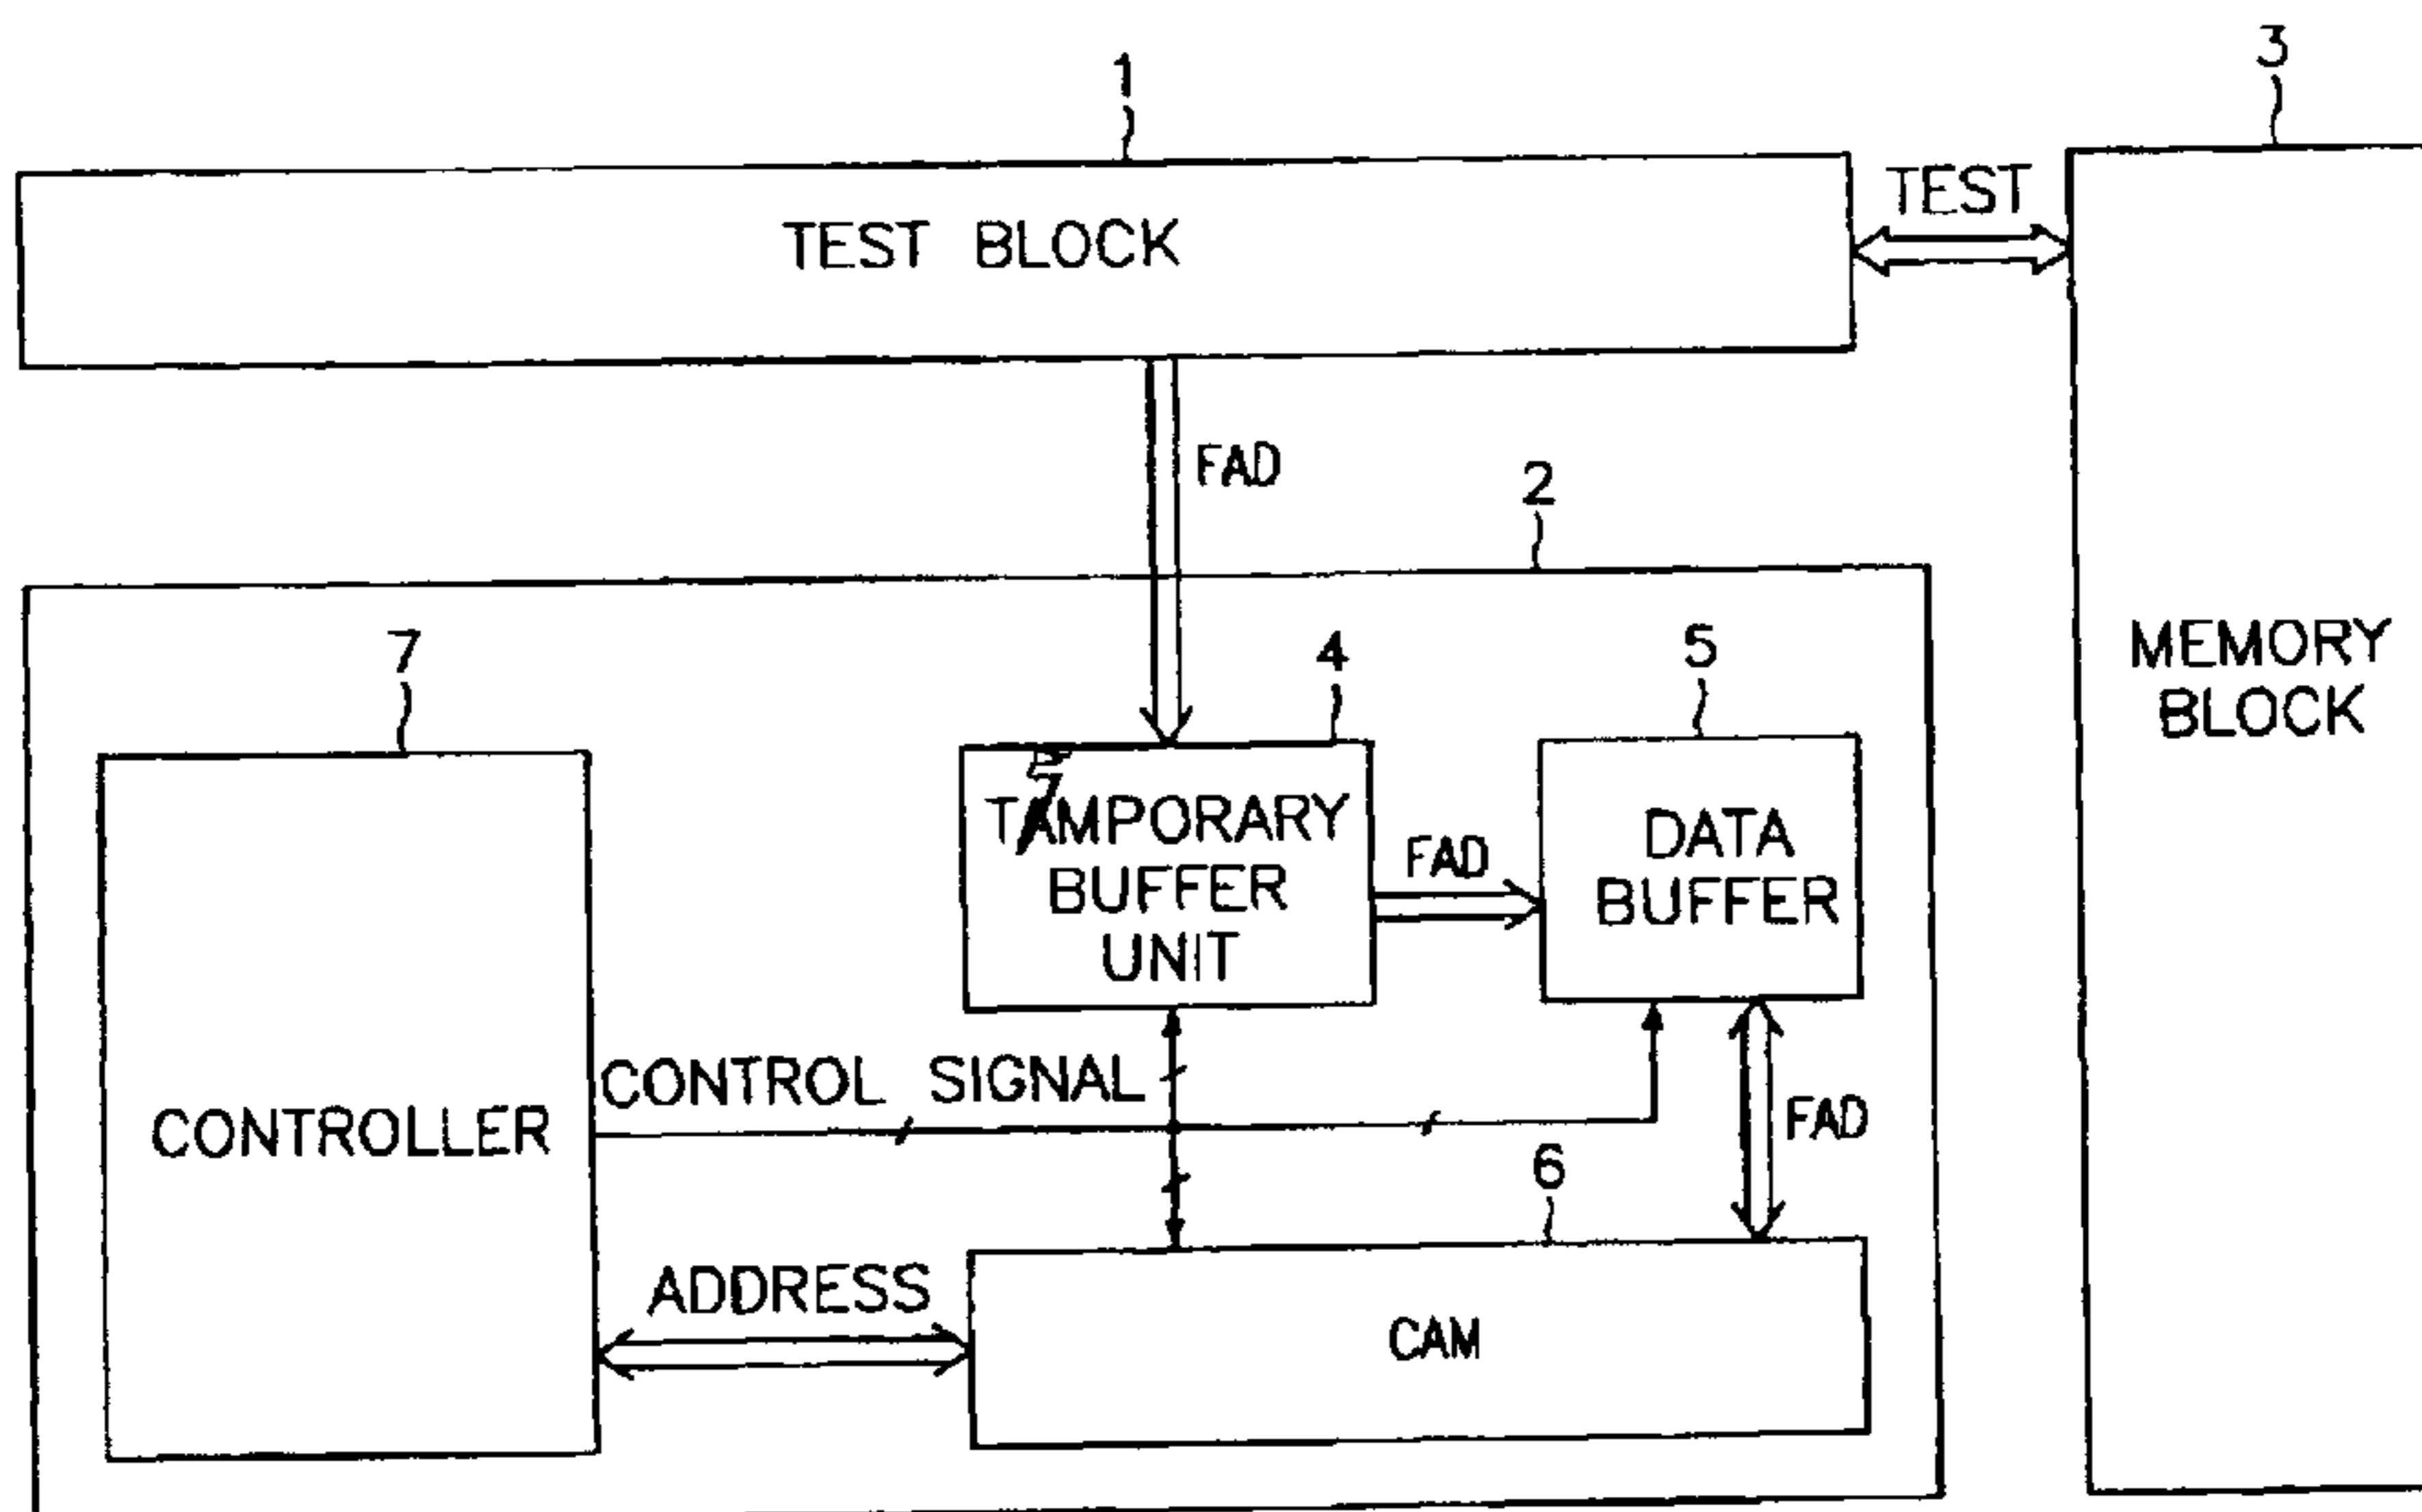 1
3
TEST BLOCK
TEST
FAD
2
7
4
5
MEMORY
BLOCK
TAMPORARY
BUFFER
UNIT
FAD
DATA
BUFFER
CONTROL SIGNAL
CONTROLLER
FAD
6
ADDRESS
CAM